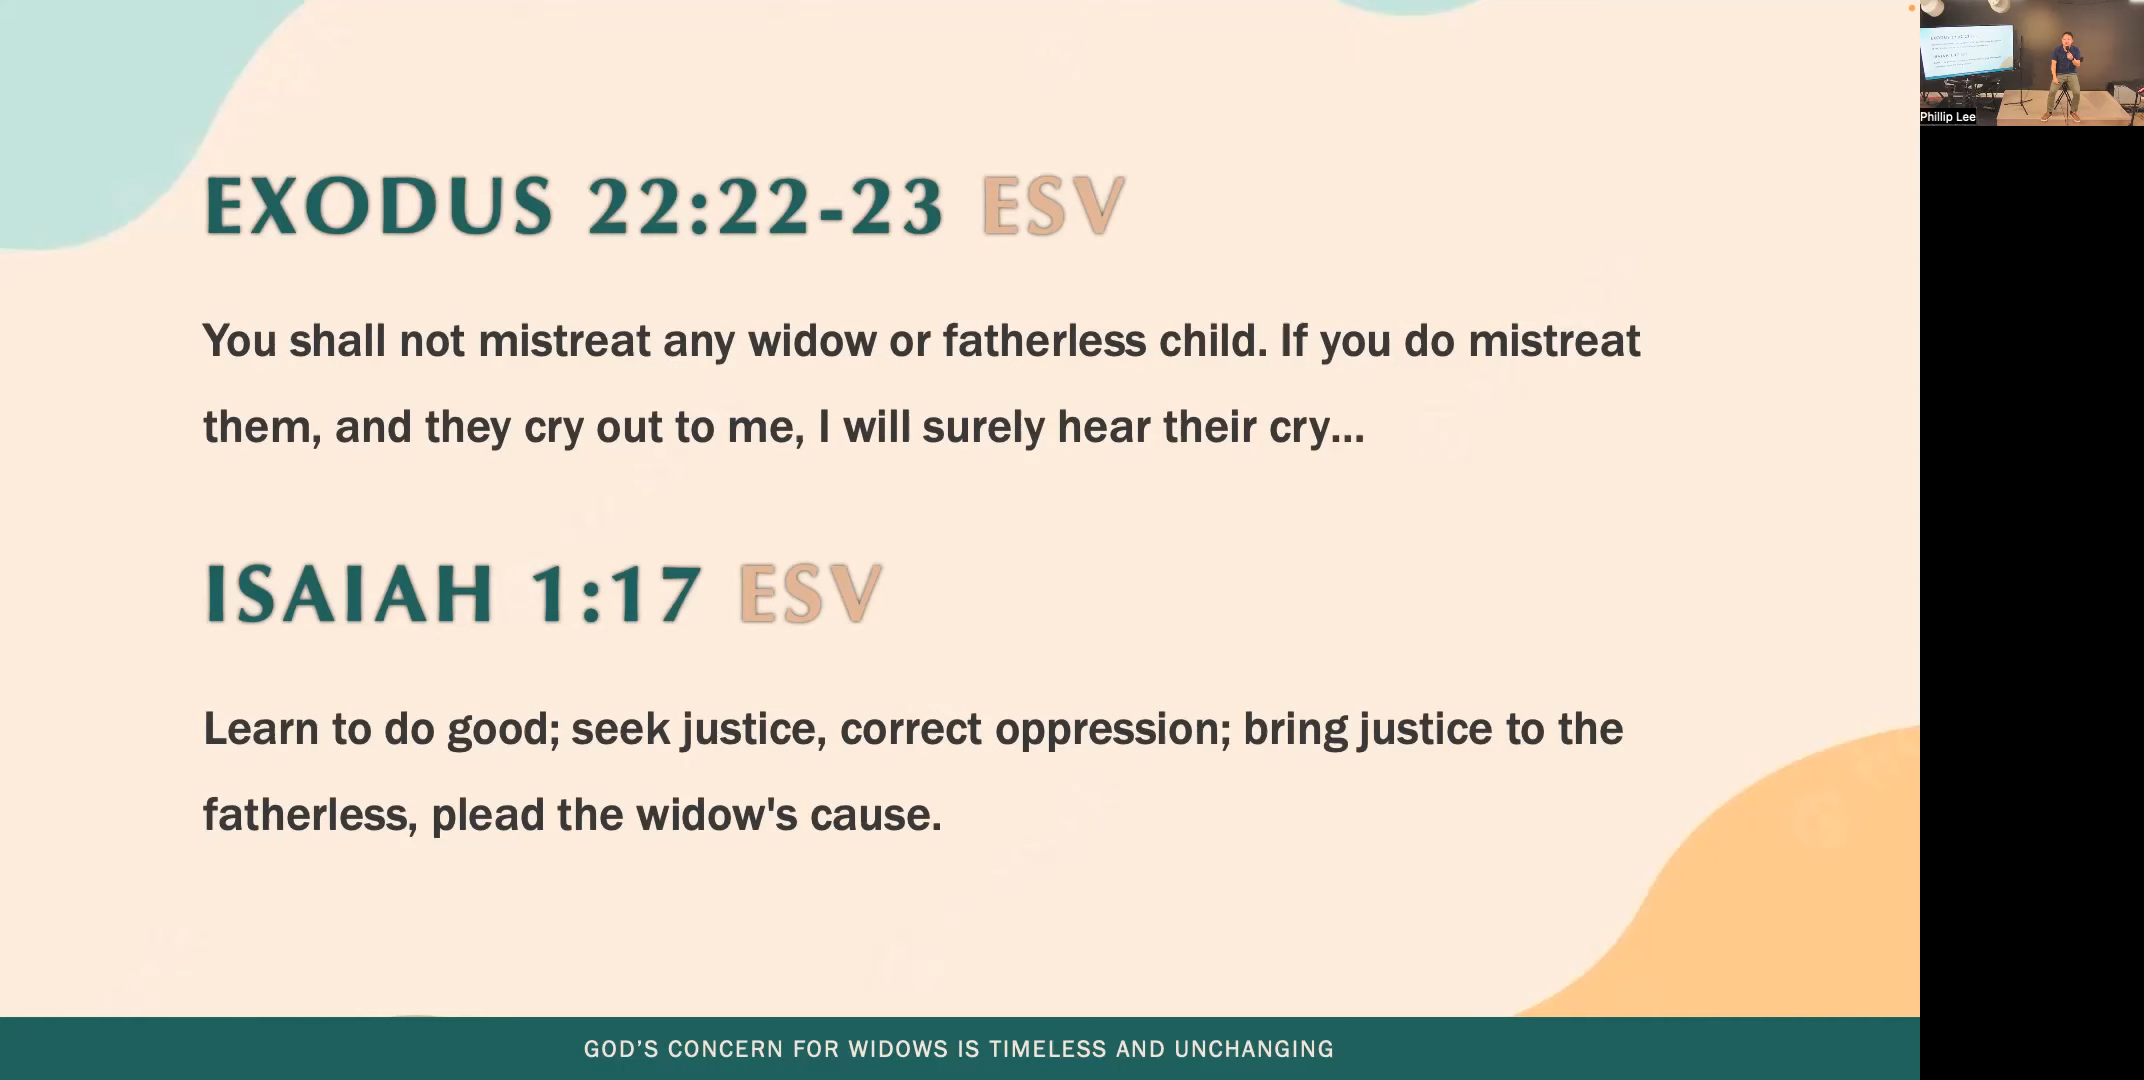 EXODUS 22:22-23 ESV
You shall not mistreat any widow or fatherless child. If you do mistreat
them, and they cry out to me, I will surely hear their cry...
ISAIAH 1:17 ESV
Learn to do good; seek justice, correct oppression; bring justice to the
fatherless, plead the widow's cause.
GOD’S CONCERN FOR WIDOWS IS TIMELESS AND UNCHANGING
Phillip Lee